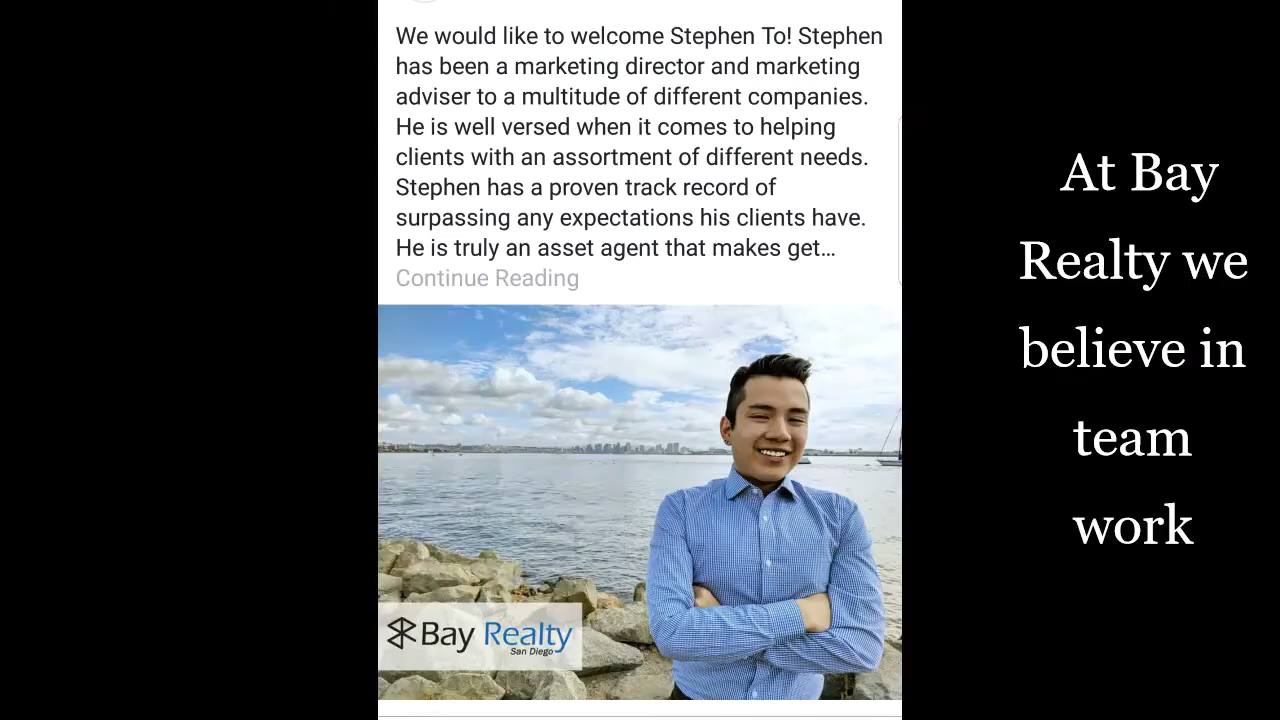 We would like to welcome Stephen To! Stephen
has been a marketing director and marketing
adviser to a multitude of different companies.
He is well versed when it comes to helping
clients with an assortment of different needs.
Stephen has a proven track record of
surpassing any expectations his clients have.
He is truly an asset agent that makes get...
Continue Reading
Bay Realty
San Diego
At Bay
Realty we
believe in
team
work